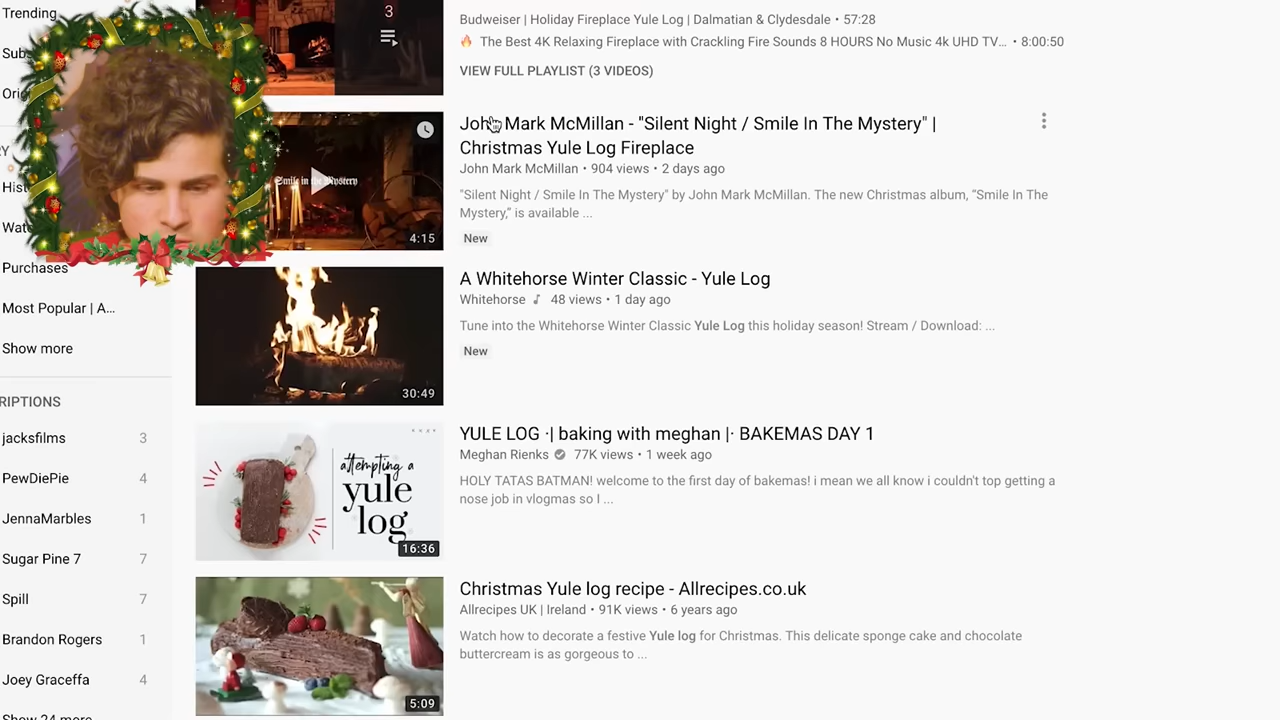 Trending
Sub
Orig
RY
Hist
Wat
Purchases
Most Popular | A...
Show more
RIPTIONS
jacksfilms 3
PewDiePie 4
JennaMarbles 1
Sugar Pine 7 7
Spill 7
Brandon Rogers 1
Joey Graceffa 4
Show 24 more
3
Budweiser | Holiday Fireplace Yule Log | Dalmatian & Clydesdale • 57:28
🔥 The Best 4K Relaxing Fireplace with Crackling Fire Sounds 8 HOURS No Music 4k UHD TV... • 8:00:50
VIEW FULL PLAYLIST (3 VIDEOS)
Smile in the Mystery
4:15
John Mark McMillan - "Silent Night / Smile In The Mystery" |
Christmas Yule Log Fireplace
John Mark McMillan • 904 views • 2 days ago
"Silent Night / Smile In The Mystery" by John Mark McMillan. The new Christmas album, “Smile In The
Mystery,” is available ...
New
30:49
A Whitehorse Winter Classic - Yule Log
Whitehorse ♪ 48 views • 1 day ago
Tune into the Whitehorse Winter Classic Yule Log this holiday season! Stream / Download: ...
New
attempting a
yule
log
16:36
YULE LOG ·| baking with meghan |· BAKEMAS DAY 1
Meghan Rienks 77K views • 1 week ago
HOLY TATAS BATMAN! welcome to the first day of bakemas! i mean we all know i couldn't top getting a
nose job in vlogmas so I ...
5:09
Christmas Yule log recipe - Allrecipes.co.uk
Allrecipes UK | Ireland • 91K views • 6 years ago
Watch how to decorate a festive Yule log for Christmas. This delicate sponge cake and chocolate
buttercream is as gorgeous to ...